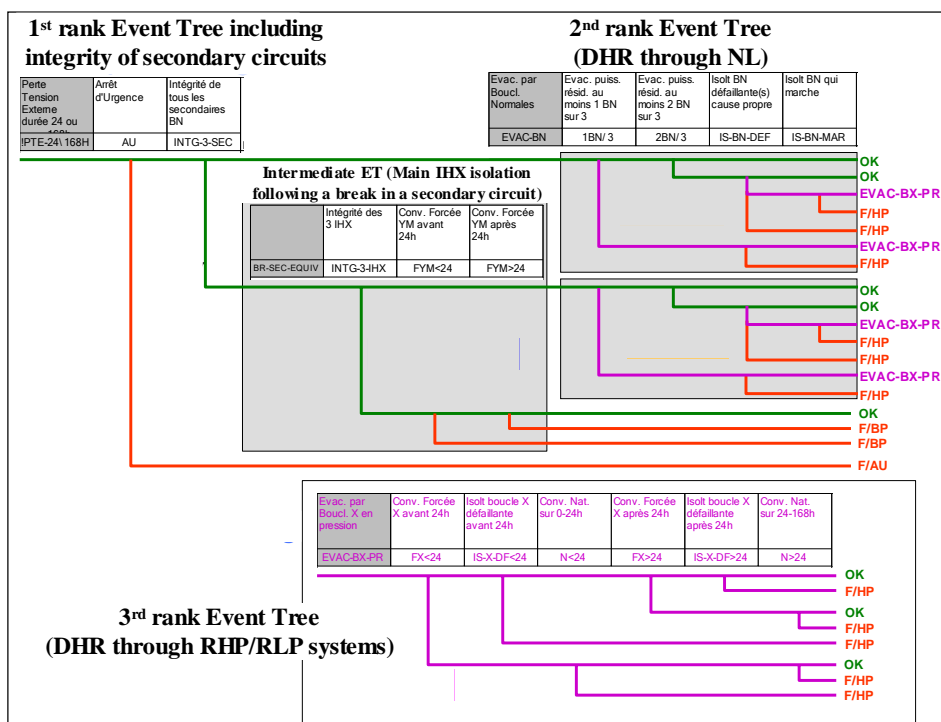 1st rank Event Tree including
integrity of secondary circuits
2nd rank Event Tree
(DHR through NL)
Perte
Tension
Externe
durée 24 ou
Arrêt
d'Urgence
Intégrité de
tous les
secondaires
BN
!PTE-24\ 168H
AU
INTG-3-SEC
Evac. par
Boucl.
Normales
Evac. puiss.
résid. au
moins 1 BN
sur 3
Evac. puiss.
résid. au
moins 2 BN
sur 3
Isolt BN
défaillante(s)
cause propre
Isolt BN qui
marche
EVAC-BN
1BN/ 3
2BN/ 3
IS-BN-DEF
IS-BN-MAR
OK
OK
EVAC-BX-PR
F/HP
F/HP
EVAC-BX-PR
F/HP
Intermediate ET (Main IHX isolation
following a break in a secondary circuit)
Intégrité des
3 IHX
Conv. Forcée
YM avant
24h
Conv. Forcée
YM après
24h
BR-SEC-EQUIV
INTG-3-IHX
FYM<24
FYM>24
OK
OK
EVAC-BX-PR
F/HP
F/HP
EVAC-BX-PR
F/HP
OK
F/BP
F/BP
F/AU
Evac. par
Boucl. X en
pression
Conv. Forcée
X avant 24h
Isolt boucle X
défaillante
avant 24h
Conv. Nat.
sur 0-24h
Conv. Forcée
X après 24h
Isolt boucle X
défaillante
après 24h
Conv. Nat.
sur 24-168h
EVAC-BX-PR
FX<24
IS-X-DF<24
N<24
FX>24
IS-X-DF>24
N>24
OK
F/HP
OK
F/HP
F/HP
OK
F/HP
F/HP
3rd rank Event Tree
(DHR through RHP/RLP systems)